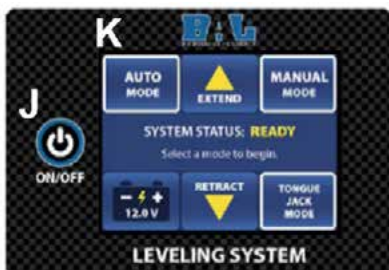 K
BAL
AUTO
MODE
EXTEND
MANUAL
MODE
J
SYSTEM STATUS: READY
Select a mode to begin.
ON/OFF
- +
12.0 V
RETRACT
TONGUE
JACK
MODE
LEVELING SYSTEM